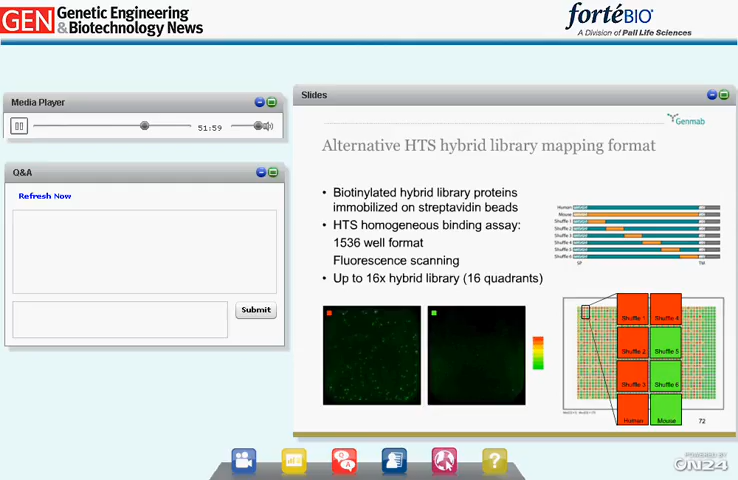 GEN Genetic Engineering
& Biotechnology News
fortéBIO
A Division of Pall Life Sciences
Media Player
51:59
Q&A
Refresh Now
Submit
Slides
Genmab
Alternative HTS hybrid library mapping format
• Biotinylated hybrid library proteins
immobilized on streptavidin beads
• HTS homogeneous binding assay:
1536 well format
Fluorescence scanning
• Up to 16x hybrid library (16 quadrants)
Human
Mouse
Shuffle 1
Shuffle 2
Shuffle 3
Shuffle 4
Shuffle 5
Shuffle 6
SP
TM
Shuffle 1 Shuffle 4
Shuffle 2 Shuffle 5
Shuffle 3 Shuffle 6
Human Mouse
72
Q A
?
POWERED BY
ON24